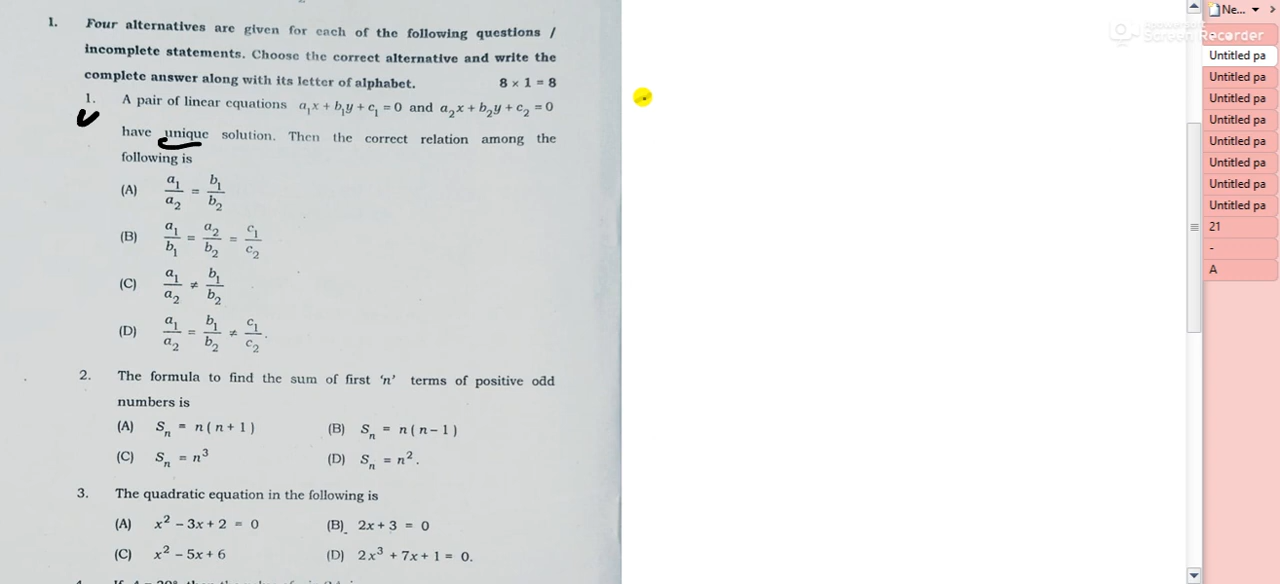 1. Four alternatives are given for each of the following questions /
incomplete statements. Choose the correct alternative and write the
complete answer along with its letter of alphabet. 8 × 1 = 8
1. A pair of linear equations a₁x + b₁y + c₁ = 0 and a₂x + b₂y + c₂ = 0
have unique solution. Then the correct relation among the
following is
(A) a₁/a₂ = b₁/b₂
(B) a₁/b₁ = a₂/b₂ = c₁/c₂
(C) a₁/a₂ ≠ b₁/b₂
(D) a₁/a₂ = b₁/b₂ ≠ c₁/c₂.
2. The formula to find the sum of first 'n' terms of positive odd
numbers is
(A) Sₙ = n ( n + 1 ) (B) Sₙ = n ( n – 1 )
(C) Sₙ = n³ (D) Sₙ = n².
3. The quadratic equation in the following is
(A) x² – 3x + 2 = 0 (B) 2x + 3 = 0
(C) x² – 5x + 6 (D) 2x³ + 7x + 1 = 0.
Screen Recorder
Ne...
Untitled pa
Untitled pa
Untitled pa
Untitled pa
Untitled pa
Untitled pa
Untitled pa
Untitled pa
21
-
A